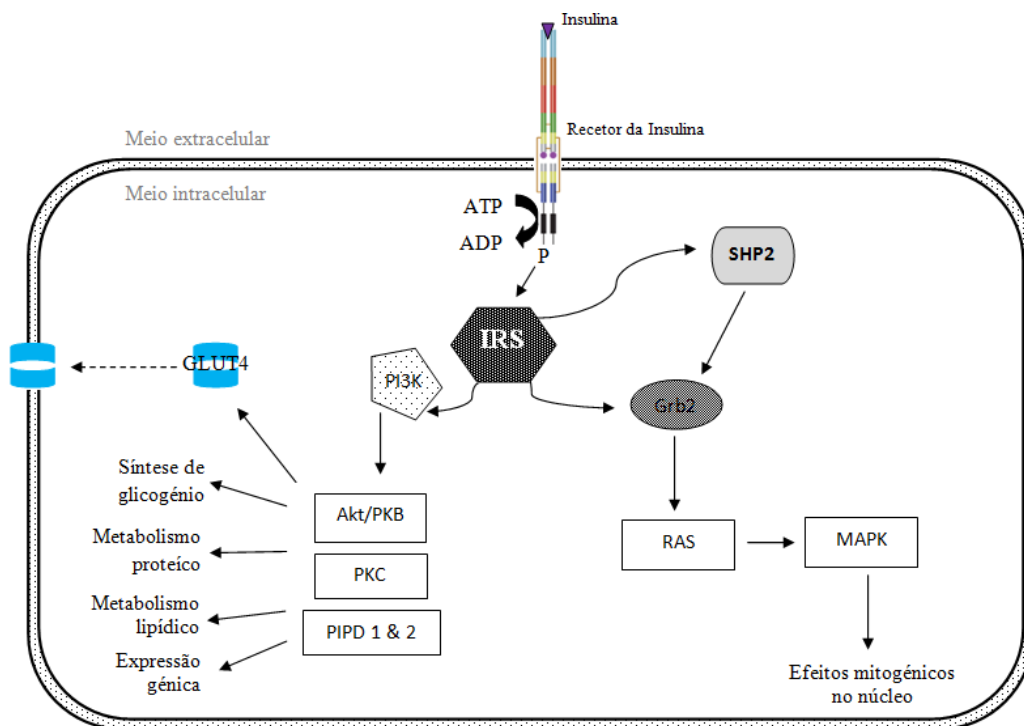 Insulina
Recetor da Insulina
Meio extracelular
Meio intracelular
ATP
ADP
P
SHP2
IRS
GLUT4
PI3K
Grb2
Síntese de
glicogénio
Akt/PKB
Metabolismo
proteíco
RAS
MAPK
PKC
Metabolismo
lipídico
PIPD 1 & 2
Expressão
génica
Efeitos mitogénicos
no núcleo